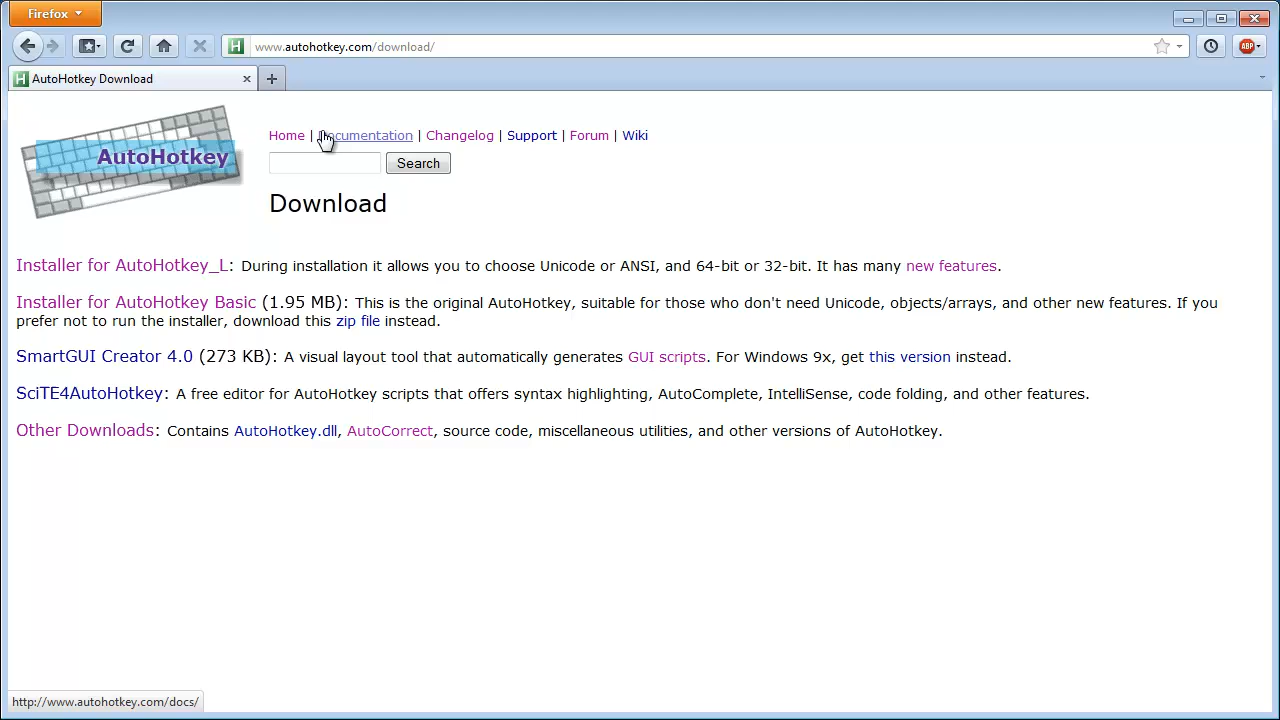 Firefox
www.autohotkey.com/download/
ABP
H AutoHotkey Download
AutoHotkey
Home | Documentation | Changelog | Support | Forum | Wiki
Search
Download
Installer for AutoHotkey_L: During installation it allows you to choose Unicode or ANSI, and 64-bit or 32-bit. It has many new features.
Installer for AutoHotkey Basic (1.95 MB): This is the original AutoHotkey, suitable for those who don't need Unicode, objects/arrays, and other new features. If you
prefer not to run the installer, download this zip file instead.
SmartGUI Creator 4.0 (273 KB): A visual layout tool that automatically generates GUI scripts. For Windows 9x, get this version instead.
SciTE4AutoHotkey: A free editor for AutoHotkey scripts that offers syntax highlighting, AutoComplete, IntelliSense, code folding, and other features.
Other Downloads: Contains AutoHotkey.dll, AutoCorrect, source code, miscellaneous utilities, and other versions of AutoHotkey.
http://www.autohotkey.com/docs/